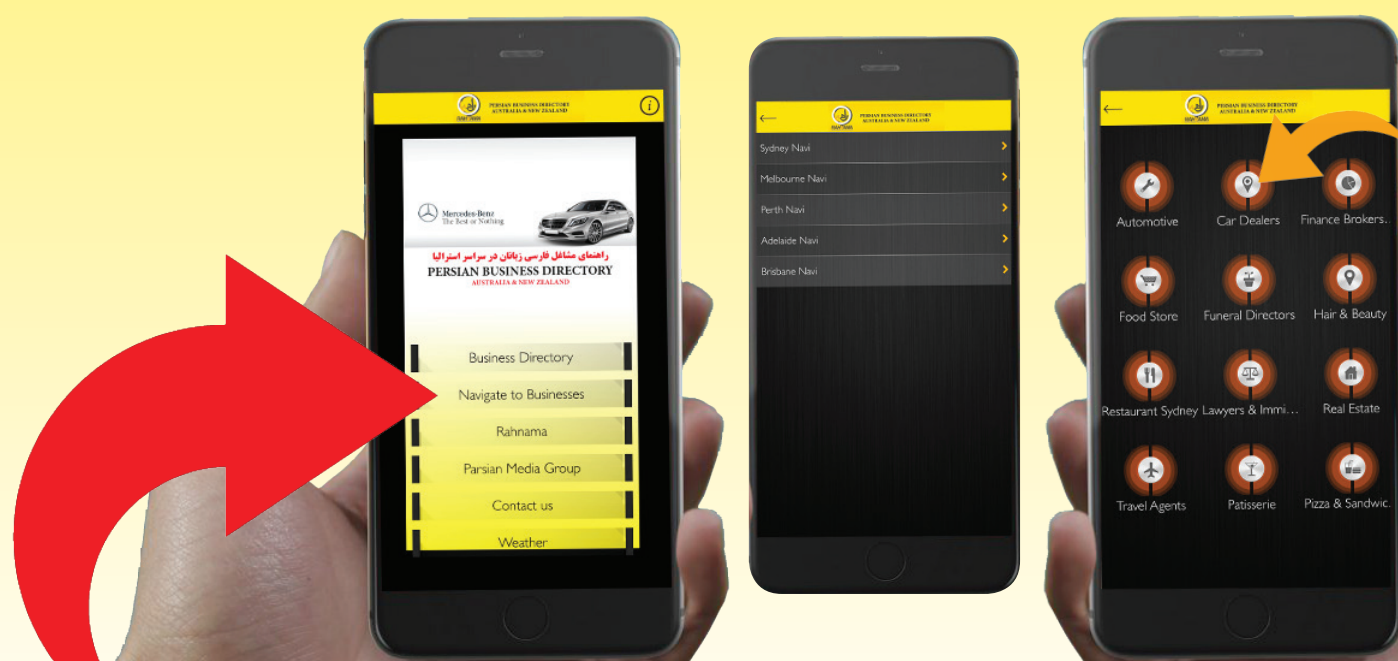 PERSIAN BUSINESS DIRECTORY
AUSTRALIA & NEW ZEALAND
Mercedes-Benz
The Best or Nothing
راهنمای مشاغل فارسی زبانان در سراسر استرالیا
PERSIAN BUSINESS DIRECTORY
AUSTRALIA & NEW ZEALAND
Business Directory
Navigate to Businesses
Rahnama
Parsian Media Group
Contact us
Weather
PERSIAN BUSINESS DIRECTORY
AUSTRALIA & NEW ZEALAND
Sydney Navi
Melbourne Navi
Perth Navi
Adelaide Navi
Brisbane Navi
PERSIAN BUSINESS DIRECTORY
AUSTRALIA & NEW ZEALAND
Automotive
Car Dealers
Finance Brokers..
Food Store
Funeral Directors
Hair & Beauty
Restaurant Sydney
Lawyers & Immi...
Real Estate
Travel Agents
Patisserie
Pizza & Sandwic.